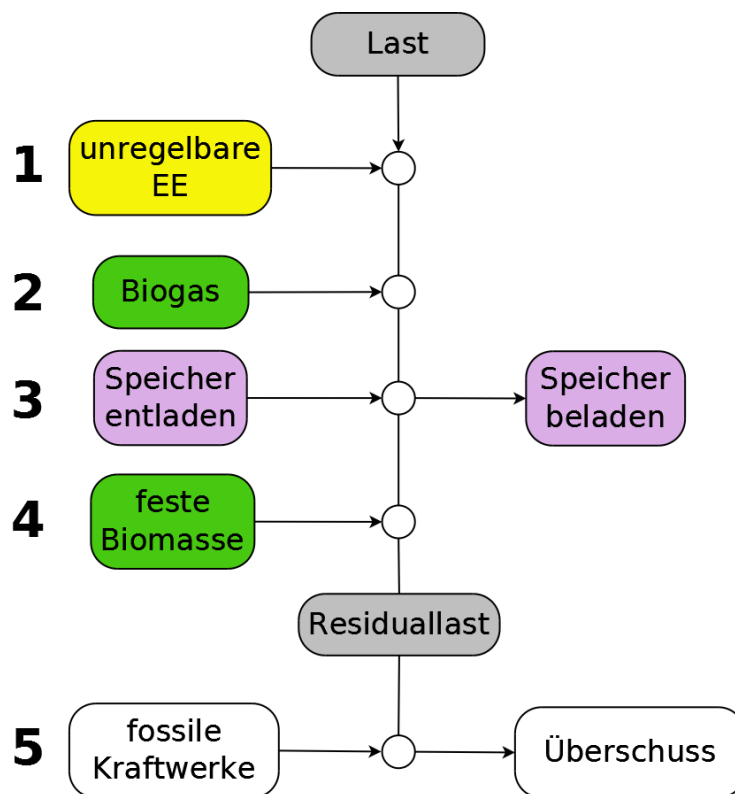 Last
1
unregelbare
EE
2
Biogas
3
Speicher
entladen
Speicher
beladen
4
feste
Biomasse
Residuallast
5
fossile
Kraftwerke
Überschuss